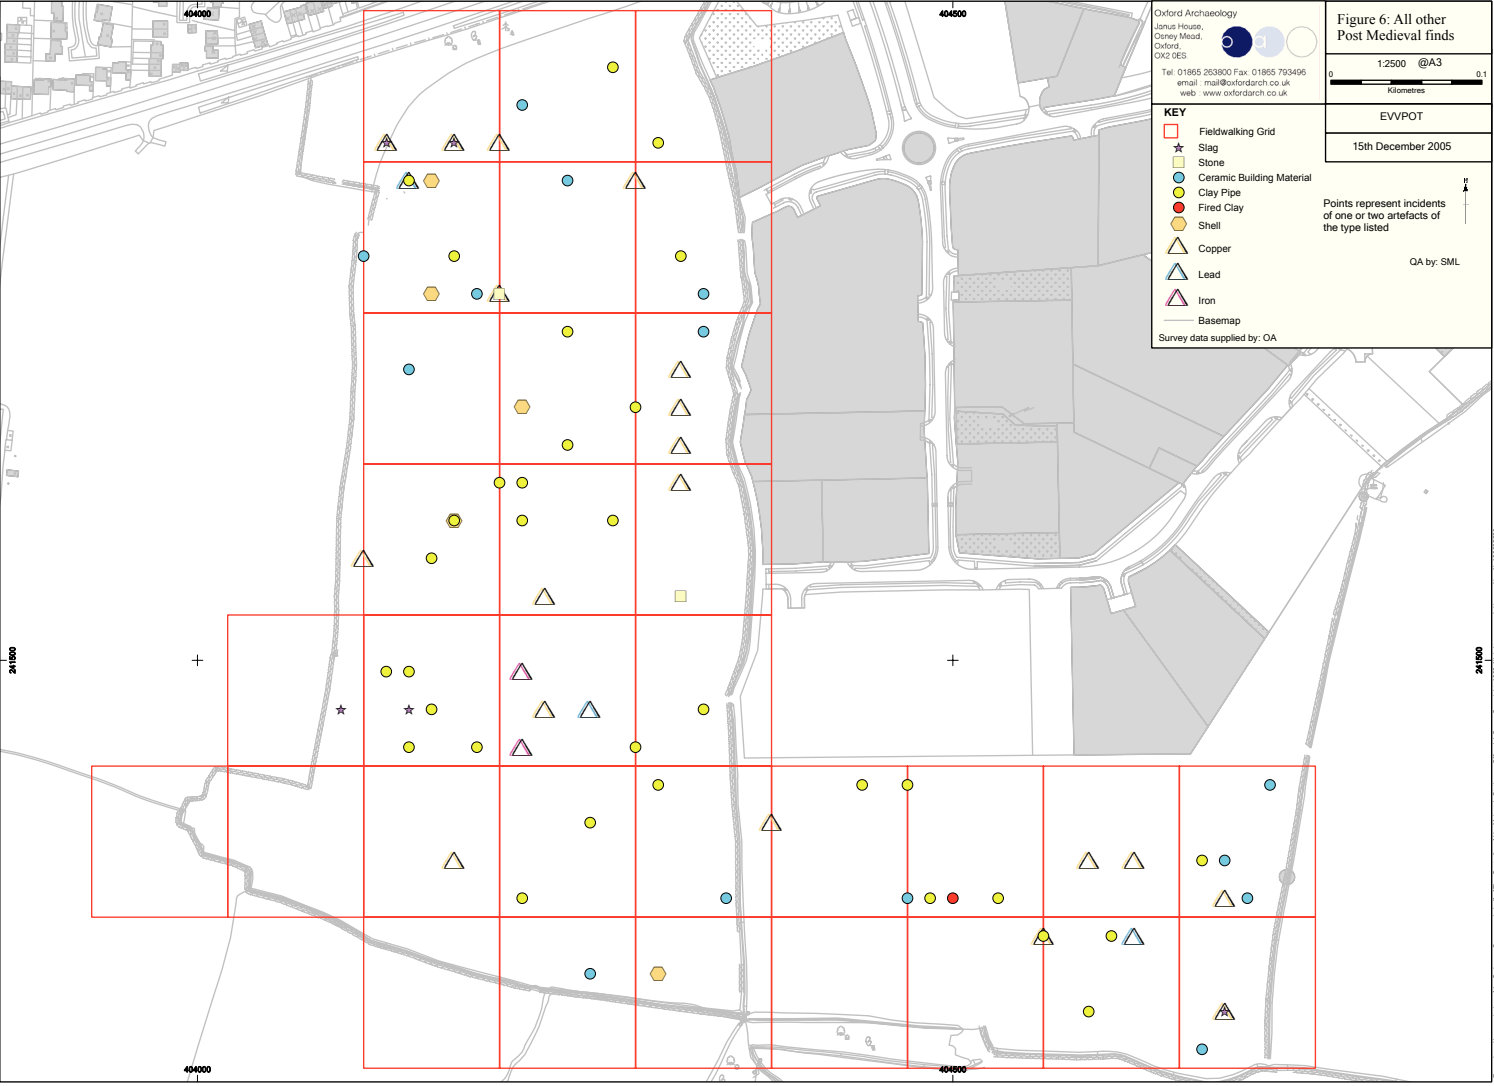 404000
404500
Oxford Archaeology
Janus House,
Osney Mead,
Oxford,
OX2 0ES
oa
Tel: 01865 263800 Fax: 01865 793496
email : mail@oxfordarch.co.uk
web : www.oxfordarch.co.uk
Figure 6: All other
Post Medieval finds
1:2500 @A3
0 0.1
Kilometres
EVVPOT
15th December 2005
KEY
Fieldwalking Grid
Slag
Stone
Ceramic Building Material
Clay Pipe
Fired Clay
Shell
Copper
Lead
Iron
Basemap
Survey data supplied by: OA
N
Points represent incidents
of one or two artefacts of
the type listed
QA by: SML
241500
241500
404000
404500